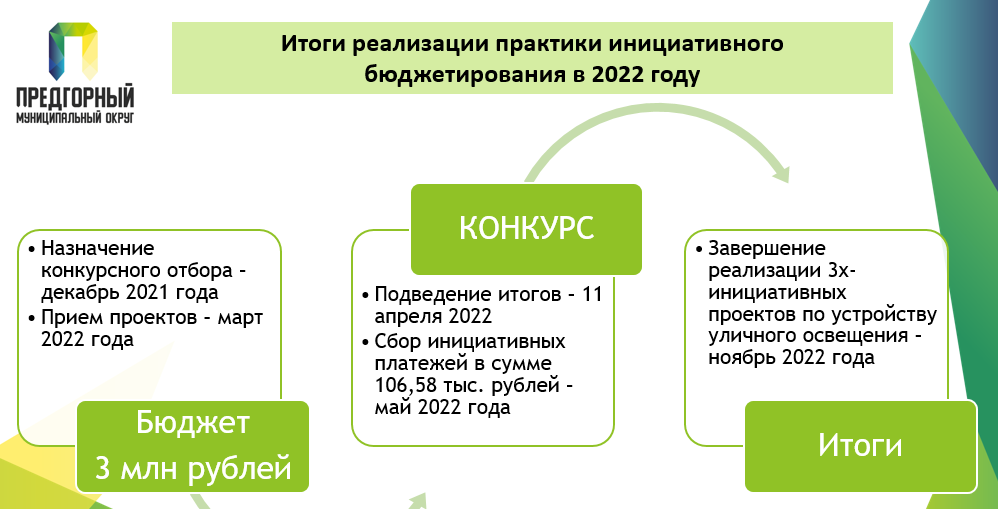 ПРЕДГОРНЫЙ
МУНИЦИПАЛЬНЫЙ ОКРУГ
Итоги реализации практики инициативного
бюджетирования в 2022 году
• Назначение
конкурсного отбора –
декабрь 2021 года
• Прием проектов – март
2022 года
Бюджет
3 млн рублей
КОНКУРС
• Подведение итогов – 11
апреля 2022
• Сбор инициативных
платежей в сумме
106,58 тыс. рублей –
май 2022 года
• Завершение
реализации 3х-
инициативных
проектов по устройству
уличного освещения –
ноябрь 2022 года
Итоги